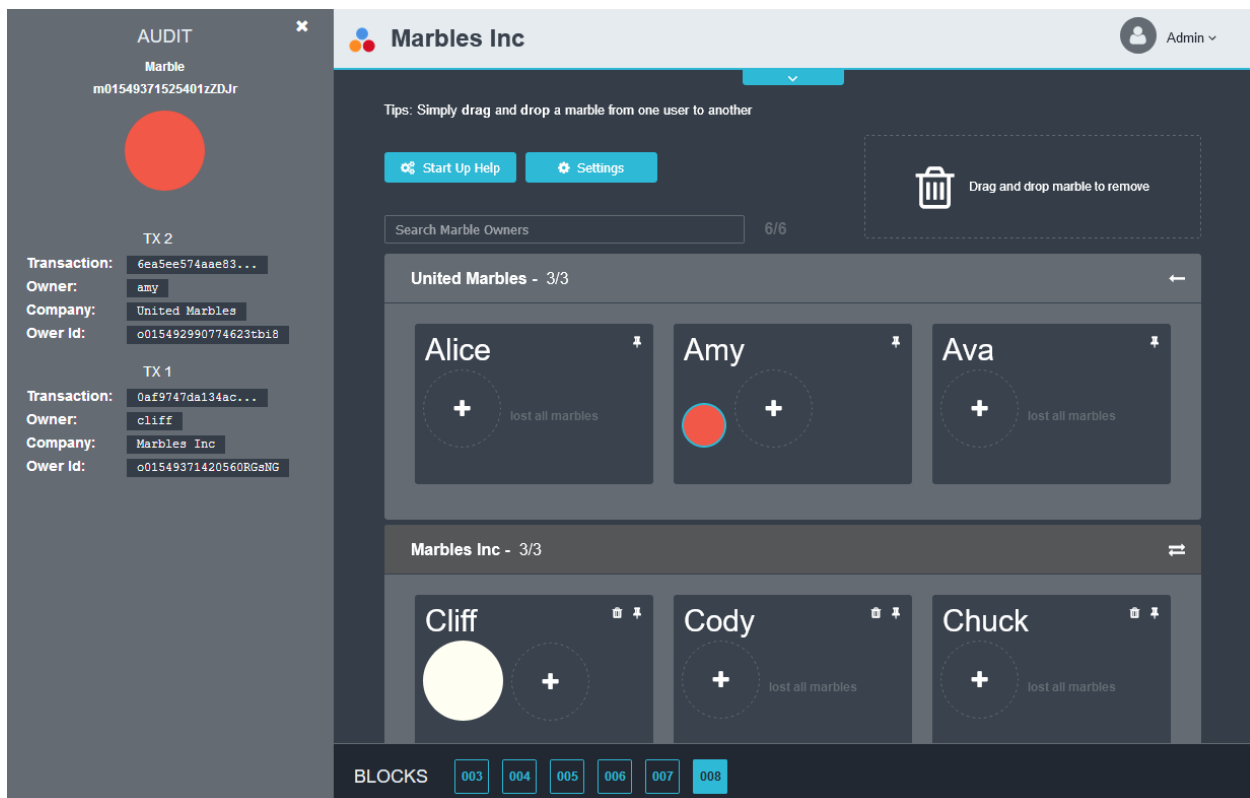 AUDIT
Marble
m01549371525401zZDJr
TX 2
Transaction: 6ea5ee574aae83...
Owner: amy
Company: United Marbles
Ower Id: o015492990774623tbi8
TX 1
Transaction: 0af9747da134ac...
Owner: cliff
Company: Marbles Inc
Ower Id: o01549371420560RGsNG
Marbles Inc
Admin
Tips: Simply drag and drop a marble from one user to another
Start Up Help
Settings
Drag and drop marble to remove
Search Marble Owners
6/6
United Marbles - 3/3
Alice
lost all marbles
Amy
Ava
lost all marbles
Marbles Inc - 3/3
Cliff
Cody
lost all marbles
Chuck
lost all marbles
BLOCKS 003 004 005 006 007 008